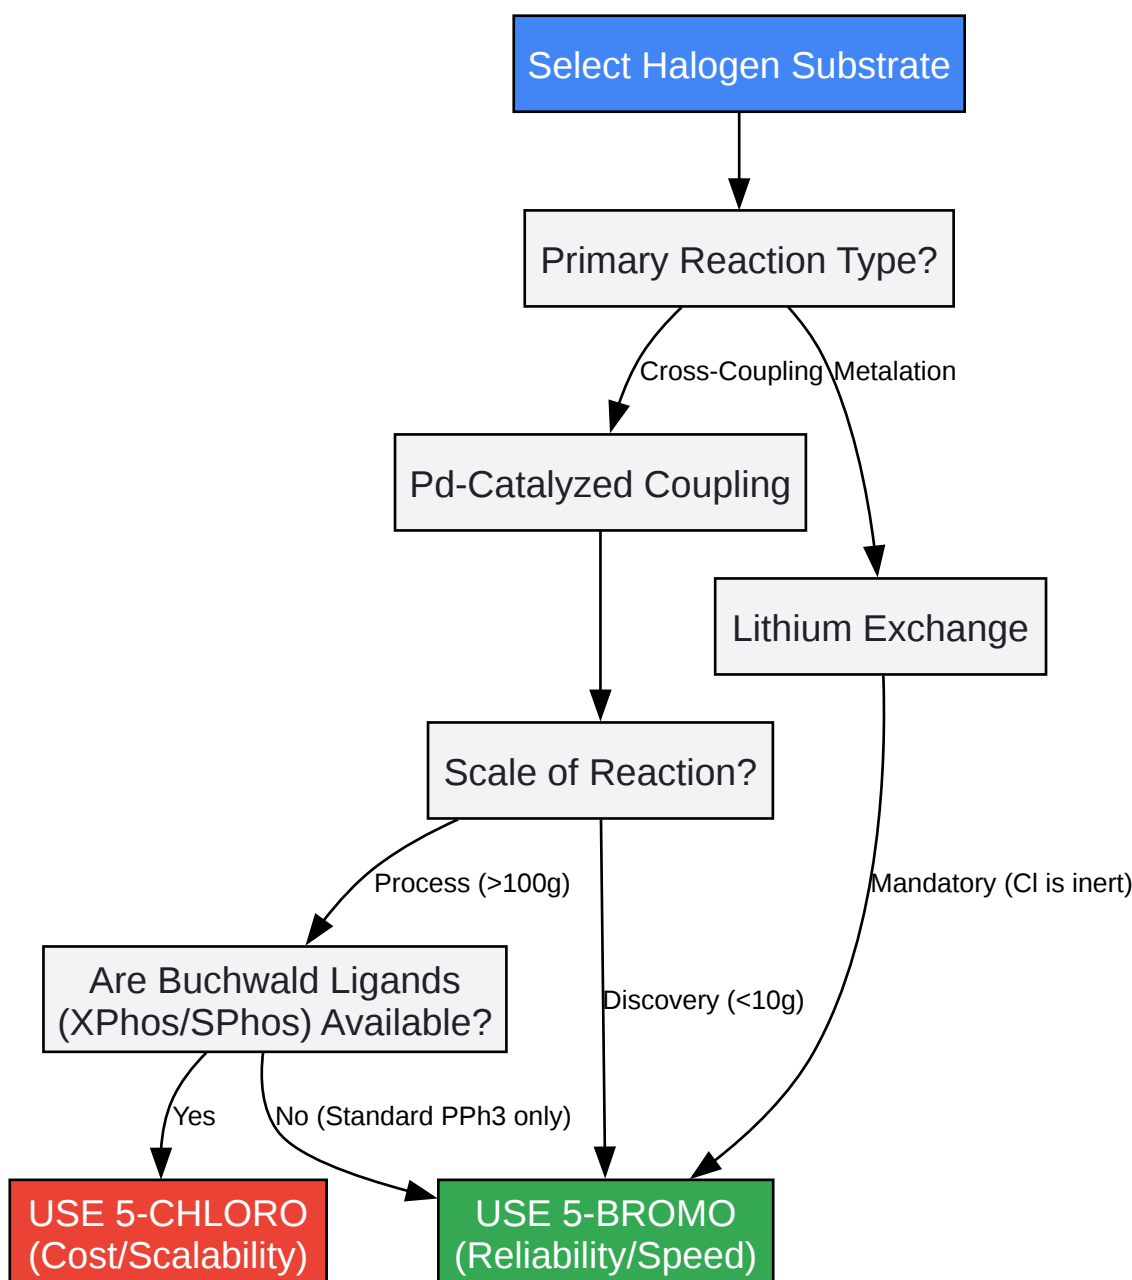 Select Halogen Substrate
Primary Reaction Type?
Cross-Coupling
Metalation
Pd-Catalyzed Coupling
Lithium Exchange
Scale of Reaction?
Process (>100g)
Mandatory (Cl is inert)
Are Buchwald Ligands
(XPhos/SPhos) Available?
Discovery (<10g)
Yes
No (Standard PPh3 only)
USE 5-CHLORO
(Cost/Scalability)
USE 5-BROMO
(Reliability/Speed)